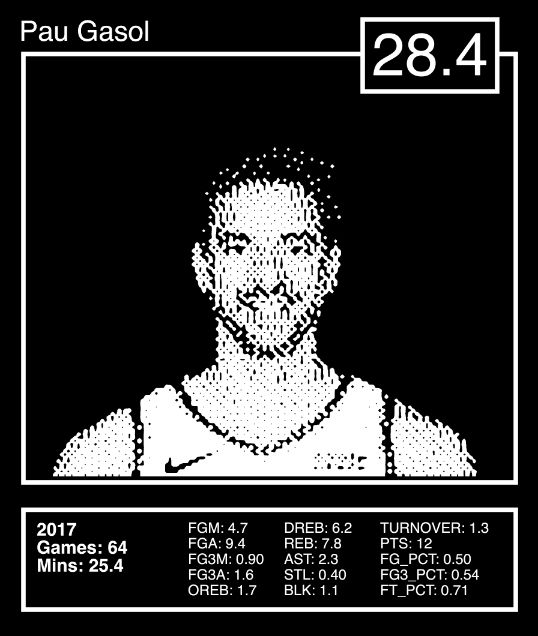 Pau Gasol
28.4
2017
Games: 64
Mins: 25.4
FGM: 4.7
FGA: 9.4
FG3M: 0.90
FG3A: 1.6
OREB: 1.7
DREB: 6.2
REB: 7.8
AST: 2.3
STL: 0.40
BLK: 1.1
TURNOVER: 1.3
PTS: 12
FG_PCT: 0.50
FG3_PCT: 0.54
FT_PCT: 0.71